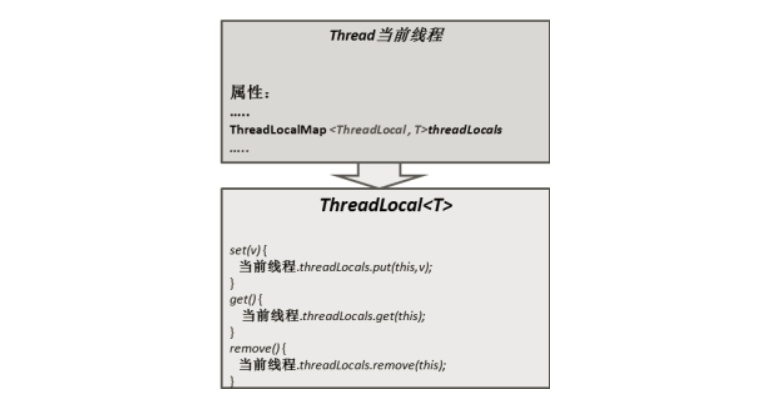 Thread当前线程
属性：
.....
ThreadLocalMap <ThreadLocal , T>threadLocals
.....
ThreadLocal<T>
set(v) {
当前线程.threadLocals.put(this,v);
}
get() {
当前线程.threadLocals.get(this);
}
remove() {
当前线程.threadLocals.remove(this);
}